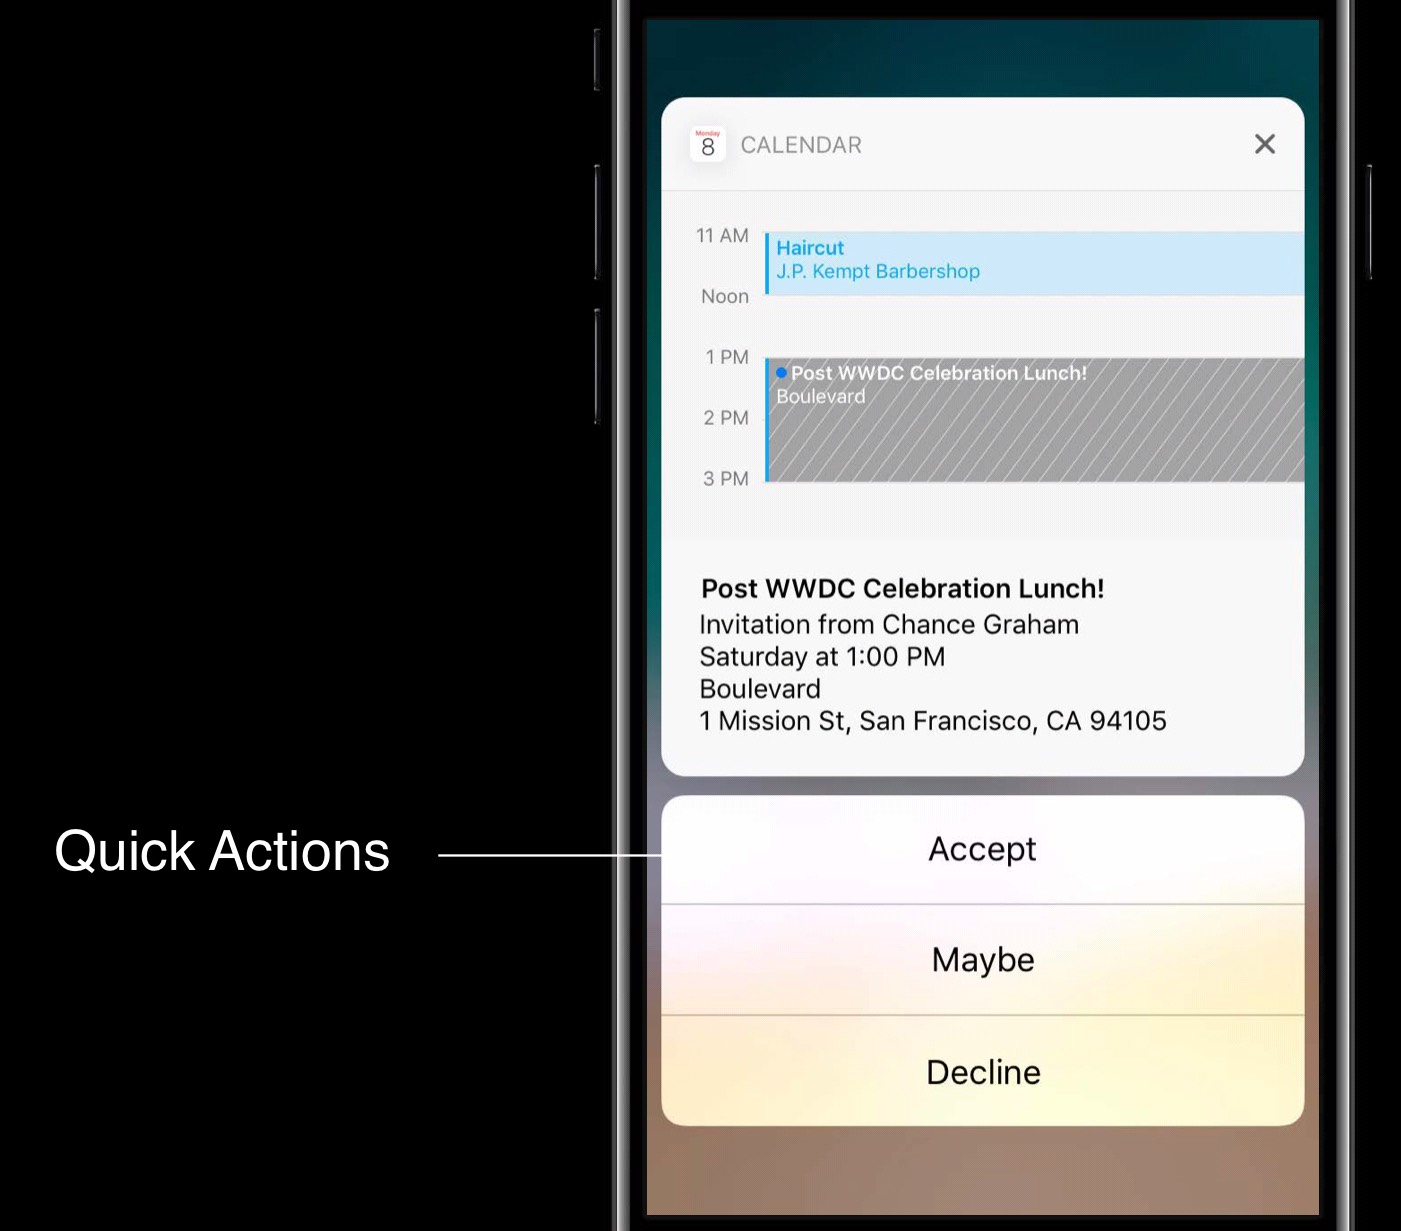 Monday
8
CALENDAR
11 AM
Haircut
J.P. Kempt Barbershop
Noon
1 PM
Post WWDC Celebration Lunch!
Boulevard
2 PM
3 PM
Post WWDC Celebration Lunch!
Invitation from Chance Graham
Saturday at 1:00 PM
Boulevard
1 Mission St, San Francisco, CA 94105
Quick Actions
Accept
Maybe
Decline